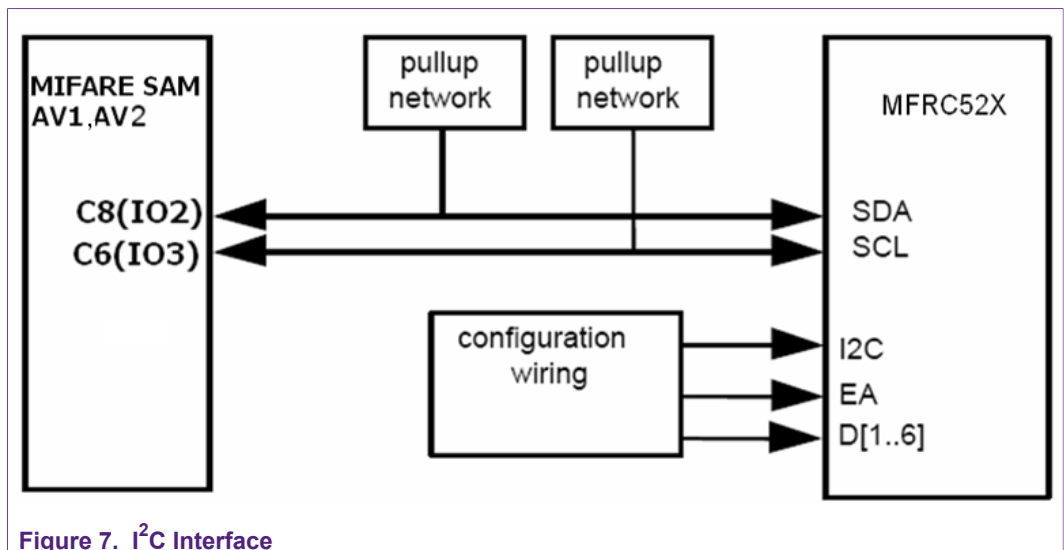 MIFARE SAM
AV1,AV2
C8(IO2)
C6(IO3)
pullup
network
pullup
network
MFRC52X
SDA
SCL
configuration
wiring
I2C
EA
D[1..6]
Figure 7. I²C Interface